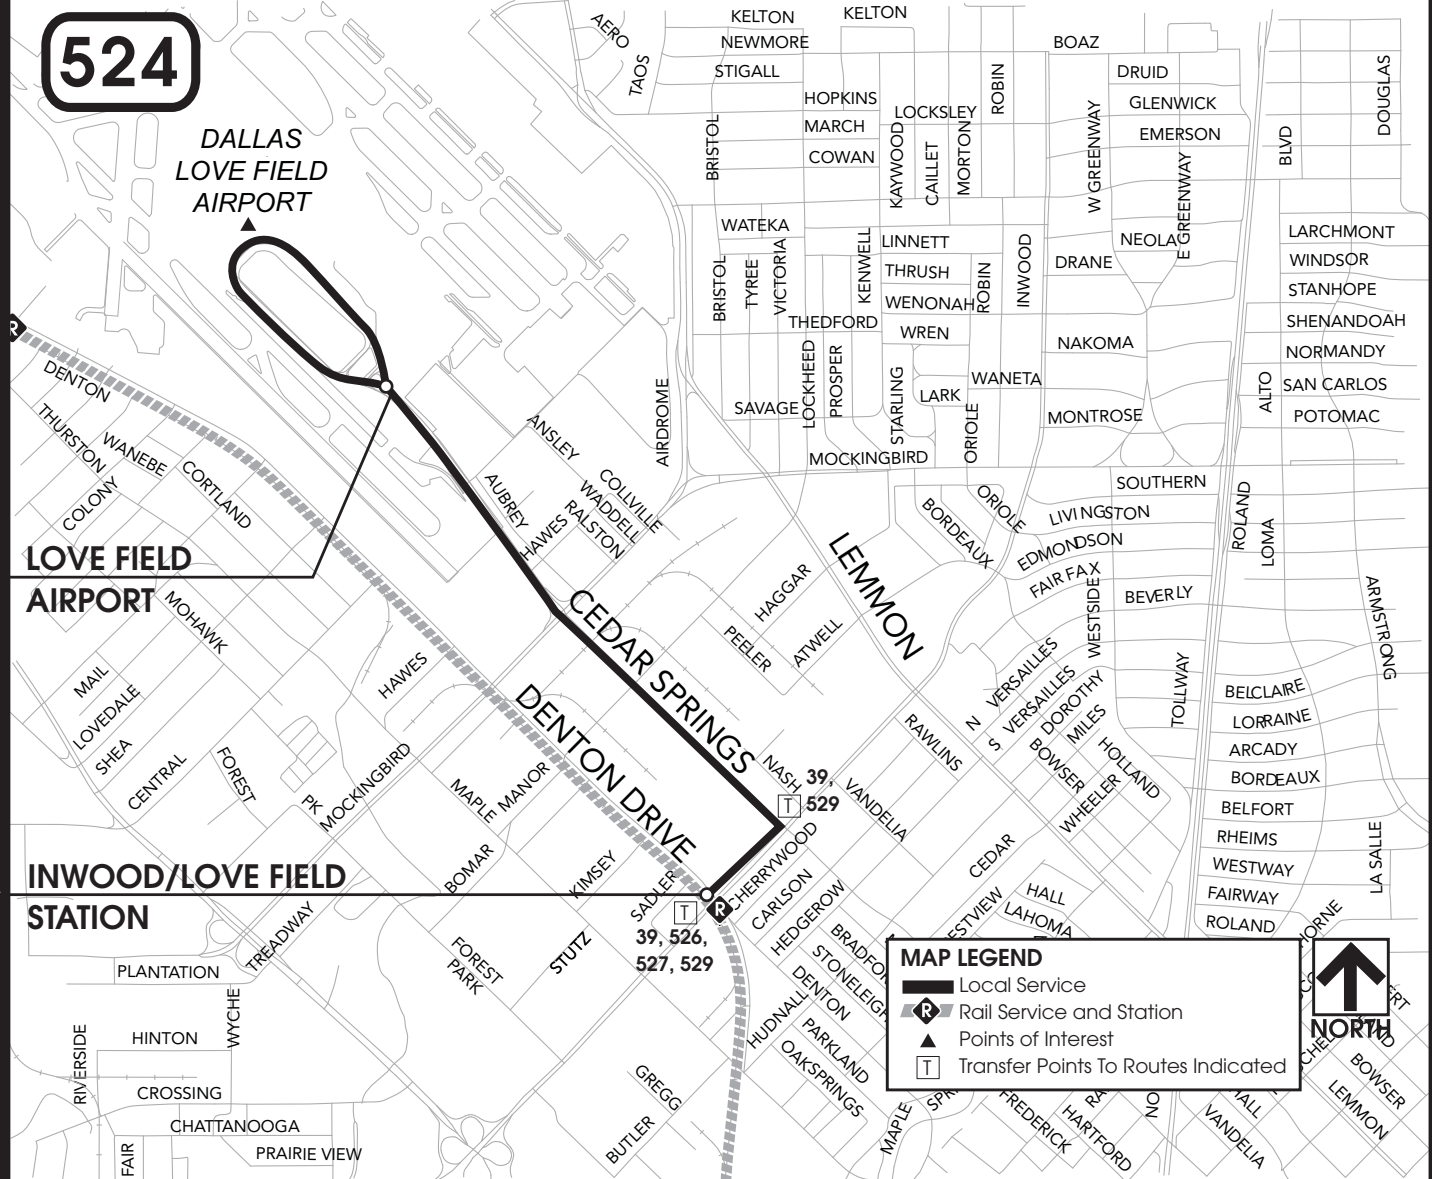 524
DALLAS
LOVE FIELD
AIRPORT
AERO
TAOS
KELTON
KELTON
NEWMORE
STIGALL
BOAZ
DRUID
GLENWICK
EMERSON
HOPKINS
LOCKSLEY
MARCH
COWAN
BRISTOL
KAYWOOD
CAILLET
MORTON
ROBIN
W GREENWAY
E GREENWAY
BLVD
DOUGLAS
WATEKA
LINNETT
THRUSH
WENONAH
WREN
THEDFORD
BRISTOL
TYREE
VICTORIA
KENWELL
ROBIN
INWOOD
NEOLA
DRANE
NAKOMA
LARCHMONT
WINDSOR
STANHOPE
SHENANDOAH
NORMANDY
SAN CARLOS
POTOMAC
ALTO
LOCKHEED
PROSPER
STARLING
LARK
WANETA
ORIOLE
MONTROSE
SAVAGE
AIRDROME
MOCKINGBIRD
SOUTHERN
R
DENTON
THURSTON
WANEBE
COLONY
CORTLAND
ANSLEY
AUBREY
COLLVILLE
WADDELL
RALSTON
HAWES
BORDEAUX
ORIOLE
LIVINGSTON
EDMONDSON
FAIRFAX
BEVERLY
WESTSIDE
ROLAND
LOMA
ARMSTRONG
LOVE FIELD
AIRPORT
MOHAWK
CEDAR SPRINGS
LEMMON
HAGGAR
PEELER
ATWELL
MAIL
LOVEDALE
SHEA
CENTRAL
HAWES
DENTON DRIVE
N VERSAILLES
S VERSAILLES
DOROTHY
MILES
BOWSER
HOLLAND
WHEELER
TOLLWAY
RAWLINS
BELCLAIRE
LORRAINE
ARCADY
BORDEAUX
BELFORT
RHEIMS
WESTWAY
FAIRWAY
ROLAND
LA SALLE
FOREST
PK
MOCKINGBIRD
MAPLE
MANOR
NASH
T
39,
529
VANDELIA
CEDAR
INWOOD/LOVE FIELD
STATION
BOMAR
KIMSEY
SADLER
CHERRYWOOD
CARLSON
HEDGEROW
T
R
39, 526,
527, 529
HALL
LAHOMA
TREADWAY
FOREST
PARK
STUTZ
STONELEIGH
DENTON
HUDNALL
PARKLAND
OAKSPRINGS
PLANTATION
WYCHE
HINTON
RIVERSIDE
CROSSING
CHATTANOOGA
PRAIRIE VIEW
FAIR
GREGG
BUTLER
MAPLE
FREDERICK
HARTFORD
VANDELIA
HALL
BOWSER
LEMMON
MAP LEGEND
Local Service
R Rail Service and Station
Points of Interest
T Transfer Points To Routes Indicated
NORTH